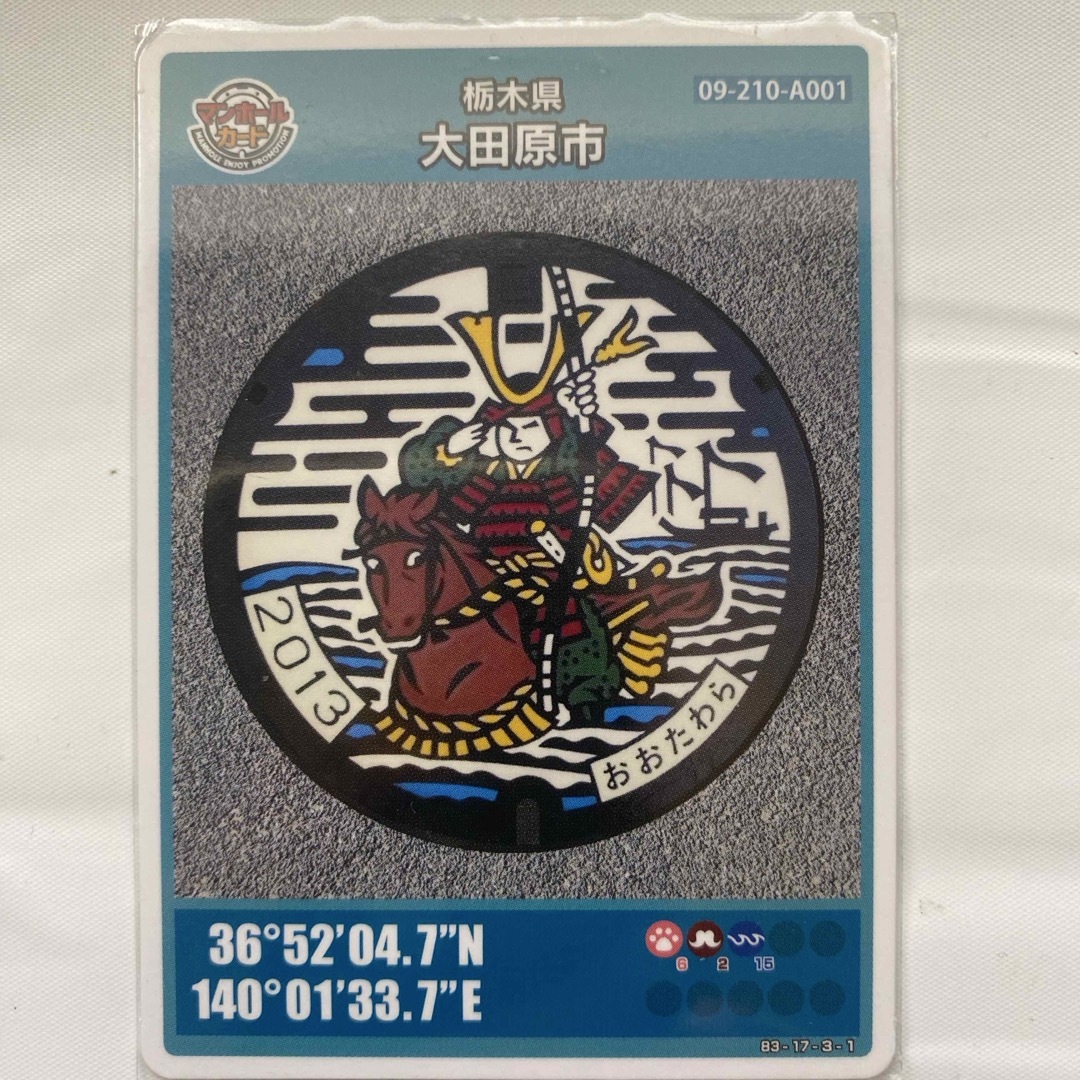 マンホール
カード
MANHOLE ENJOY PROMOTION
栃木県
大田原市
09-210-A001
2013
おおたわら
36°52’04.7”N
140°01’33.7”E
6 2 15
83-17-3-1